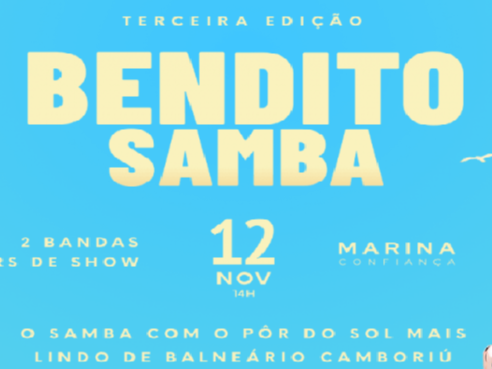 TERCEIRA EDIÇÃO
BENDITO
SAMBA
2 BANDAS
RS DE SHOW
12
NOV
14H
MARINA
CONFIANÇA
O SAMBA COM O PÔR DO SOL MAIS
LINDO DE BALNEÁRIO CAMBORIÚ